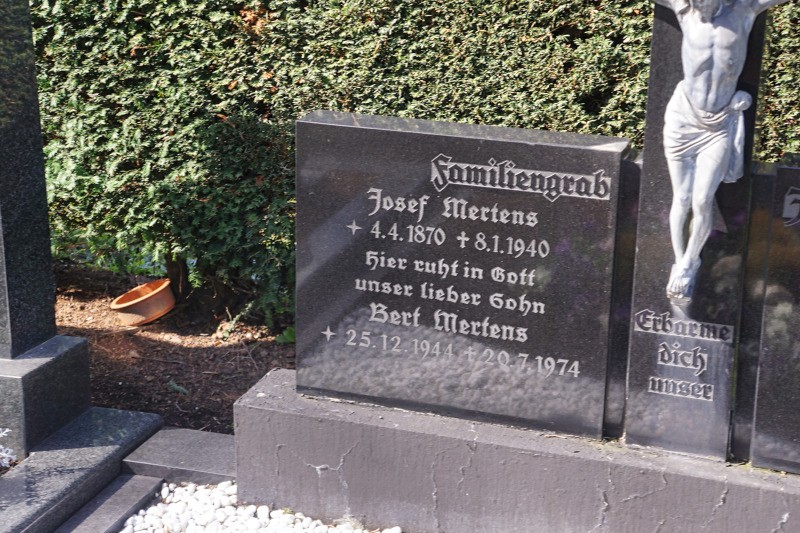 Familiengrab
Josef Mertens
4.4.1870 ✝ 8.1.1940
Hier ruht in Gott
unser lieber Sohn
Bert Mertens
25.12.1944 ✝ 20.7.1974
Erbarme
dich
unser